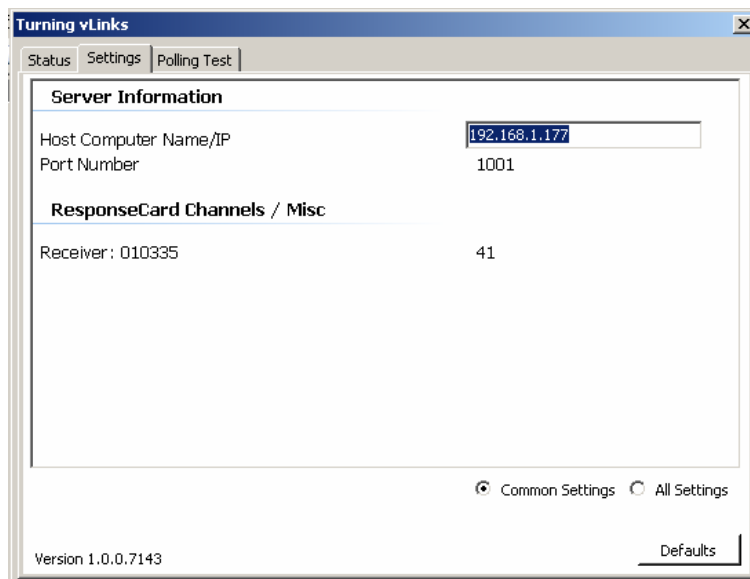 Turning vLinks
Status Settings Polling Test
Server Information
Host Computer Name/IP 192.168.1.177
Port Number 1001
ResponseCard Channels / Misc
Receiver: 010335 41
Common Settings All Settings
Version 1.0.0.7143 Defaults